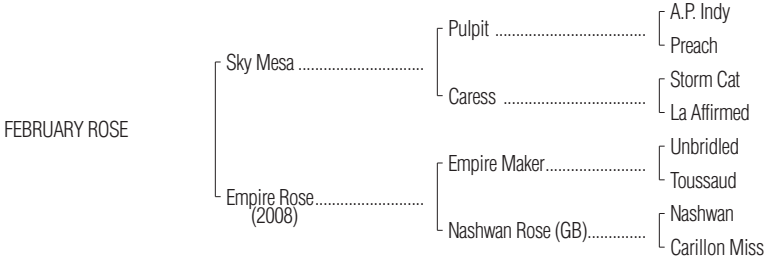 A.P. Indy
Pulpit ......................................
Preach
Sky Mesa ..............................
Storm Cat
Caress ....................................
La Affirmed
FEBRUARY ROSE
Unbridled
Empire Maker.........................
Toussaud
Empire Rose..........................
(2008)
Nashwan
Nashwan Rose (GB)..............
Carillon Miss